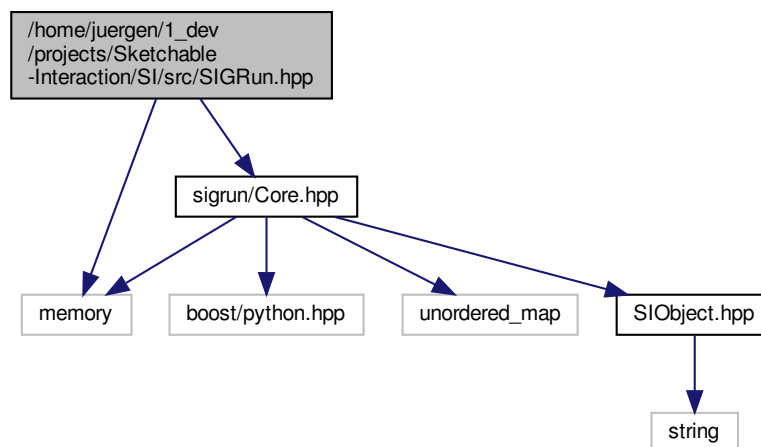 /home/juergen/1_dev
/projects/Sketchable
-Interaction/SI/src/SIGRun.hpp
sigrun/Core.hpp
memory
boost/python.hpp
unordered_map
SIObject.hpp
string